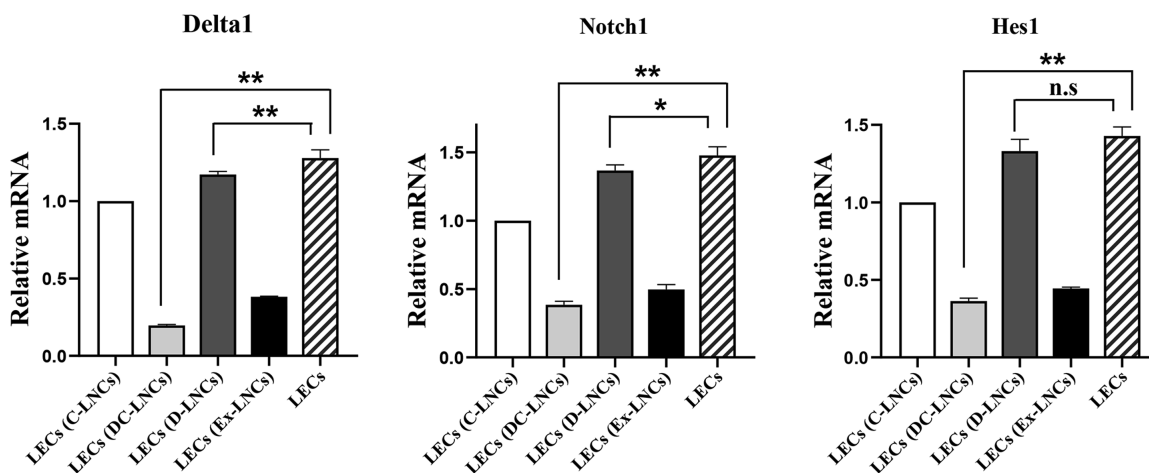 Delta1
**
**
Relative mRNA
1.5
1.0
0.5
0.0
LECs (C-LNCs)
LECs (DC-LNCs)
LECs (D-LNCs)
LECs (Ex-LNCs)
LECs
Notch1
**
*
Relative mRNA
1.5
1.0
0.5
0.0
LECs (C-LNCs)
LECs (DC-LNCs)
LECs (D-LNCs)
LECs (Ex-LNCs)
LECs
Hes1
**
n.s
Relative mRNA
1.5
1.0
0.5
0.0
LECs (C-LNCs)
LECs (DC-LNCs)
LECs (D-LNCs)
LECs (Ex-LNCs)
LECs